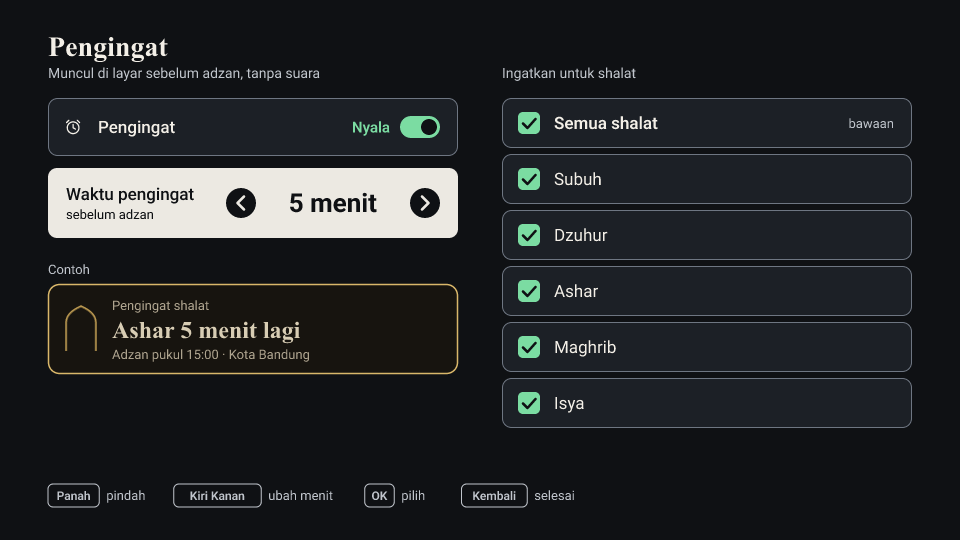 Pengingat
Muncul di layar sebelum adzan, tanpa suara
Pengingat
Nyala
Waktu pengingat
sebelum adzan
5 menit
Contoh
Pengingat shalat
Ashar 5 menit lagi
Adzan pukul 15:00 · Kota Bandung
Ingatkan untuk shalat
Semua shalat
bawaan
Subuh
Dzuhur
Ashar
Maghrib
Isya
Panah pindah
Kiri Kanan ubah menit
OK pilih
Kembali selesai